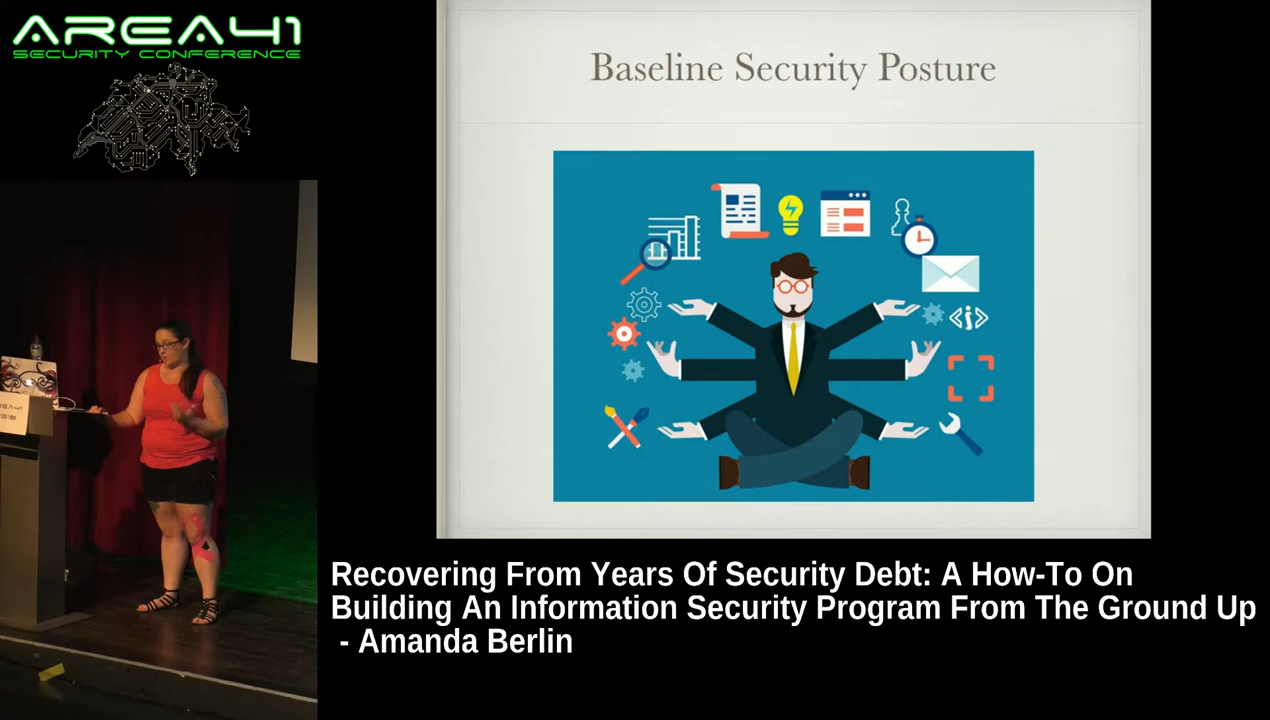 AREA41
SECURITY CONFERENCE
Baseline Security Posture
Recovering From Years Of Security Debt: A How-To On
Building An Information Security Program From The Ground Up
- Amanda Berlin